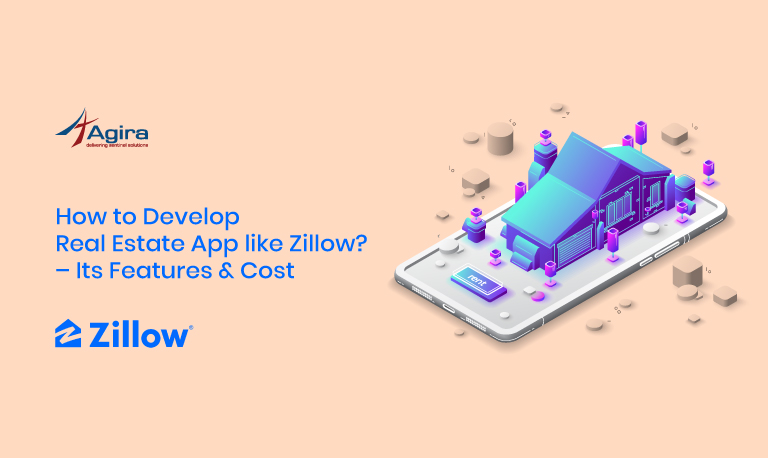 Agira
delivering sentinel solutions
How to Develop
Real Estate App like Zillow?
– Its Features & Cost
Zillow®
rent